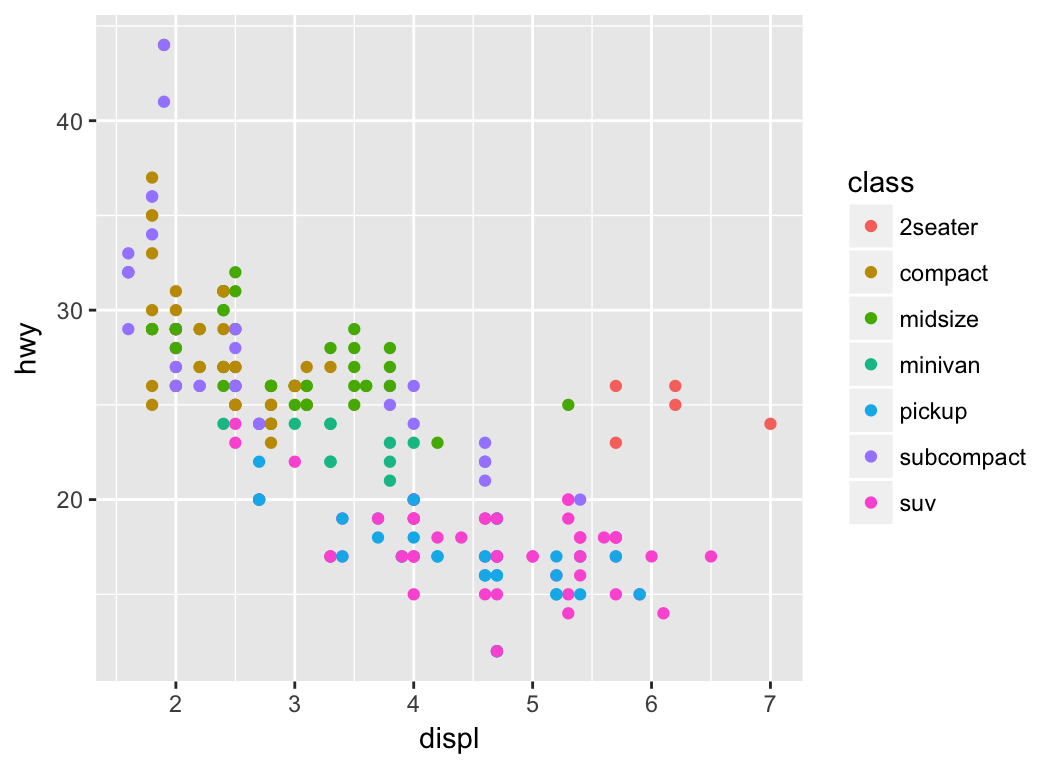 hwy
40
30
20
2 3 4 5 6 7
displ
class
2seater
compact
midsize
minivan
pickup
subcompact
suv